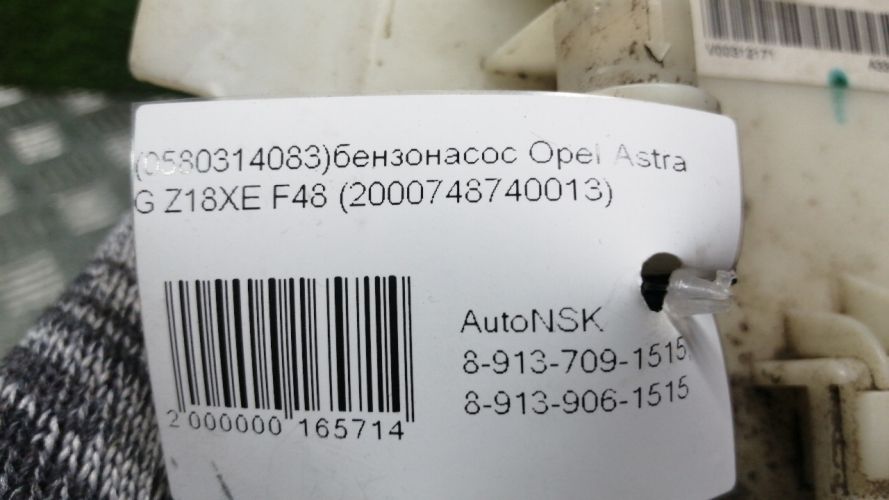 V00313171
(0580314083)бензонасос Opel Astra
G Z18XE F48 (2000748740013)
AutoNSK
8-913-709-1515
8-913-906-1515
2 000000 165714